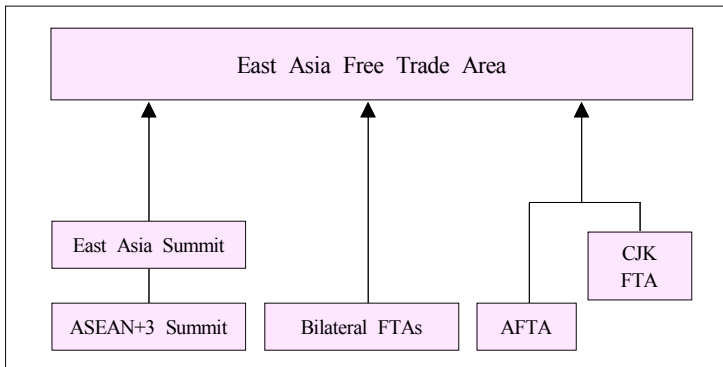 East Asia Free Trade Area
East Asia Summit
ASEAN+3 Summit
Bilateral FTAs
AFTA
CJK
FTA